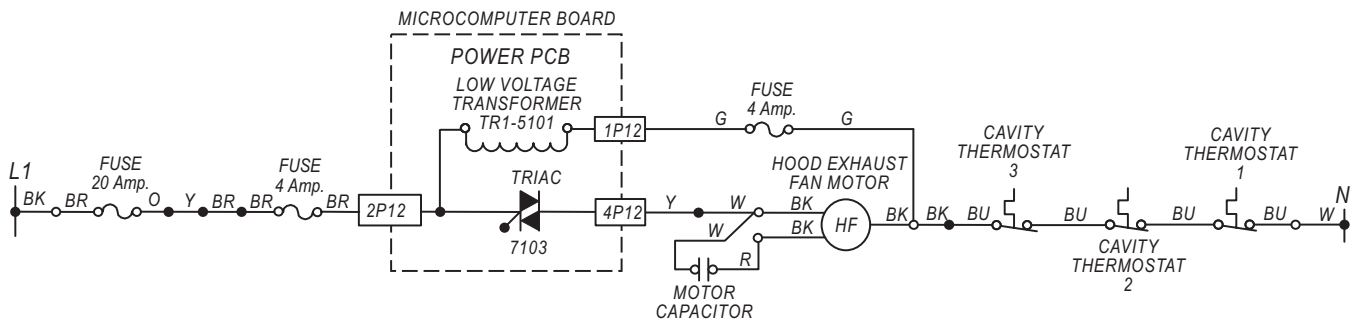 MICROCOMPUTER BOARD
POWER PCB
LOW VOLTAGE
TRANSFORMER
TR1-5101
1P12
G
FUSE
4 Amp.
G
CAVITY
THERMOSTAT
3
CAVITY
THERMOSTAT
1
L1
BK
BR
FUSE
20 Amp.
O
Y
BR
BR
FUSE
4 Amp.
BR
2P12
TRIAC
7103
4P12
Y
W
W
HOOD EXHAUST
FAN MOTOR
BK
BK
HF
R
MOTOR
CAPACITOR
BK
BK
BU
BU
CAVITY
THERMOSTAT
2
BU
BU
W
N